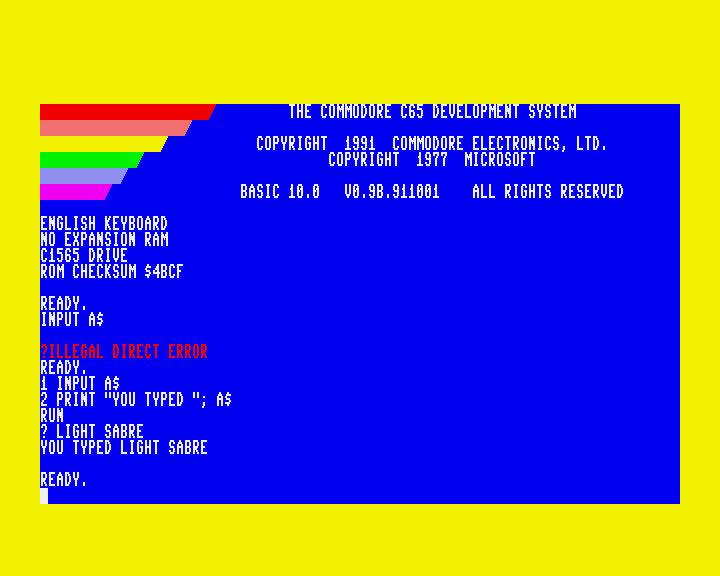 THE COMMODORE C65 DEVELOPMENT SYSTEM
COPYRIGHT  1991  COMMODORE ELECTRONICS, LTD.
COPYRIGHT  1977  MICROSOFT
BASIC 10.0   V0.9B.911001    ALL RIGHTS RESERVED
ENGLISH KEYBOARD
NO EXPANSION RAM
C1565 DRIVE
ROM CHECKSUM $4BCF
READY.
INPUT A$
?ILLEGAL DIRECT ERROR
READY.
1 INPUT A$
2 PRINT "YOU TYPED "; A$
RUN
? LIGHT SABRE
YOU TYPED LIGHT SABRE
READY.